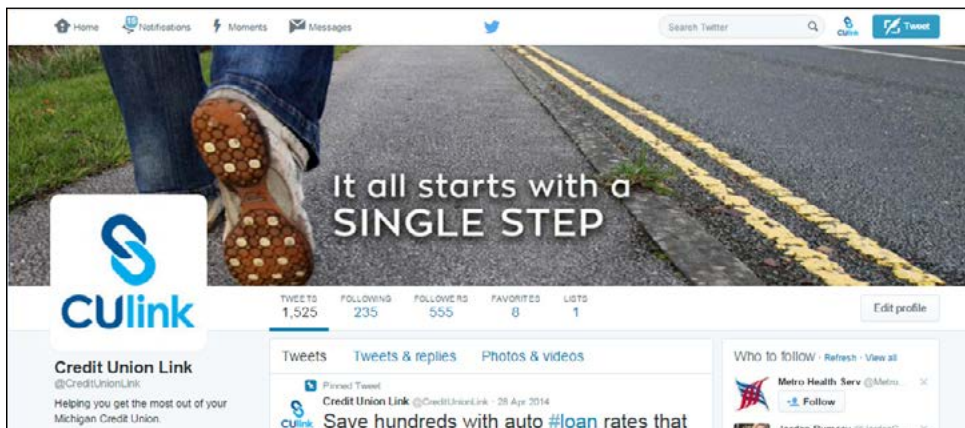 Home
Notifications
Moments
Messages
Search Twitter
CUlink
Tweet
It all starts with a
SINGLE STEP
CUlink
TWEETS
FOLLOWING
FOLLOWERS
FAVORITES
LISTS
1,525
235
555
8
1
Edit profile
Credit Union Link
@CreditUnionLink
Helping you get the most out of your
Michigan Credit Union.
Tweets
Tweets & replies
Photos & videos
Pinned Tweet
Credit Union Link @CreditUnionLink · 28 Apr 2014
CUlink
Save hundreds with auto #loan rates that
Who to follow · Refresh · View all
Metro Health Serv @Metro...
Follow